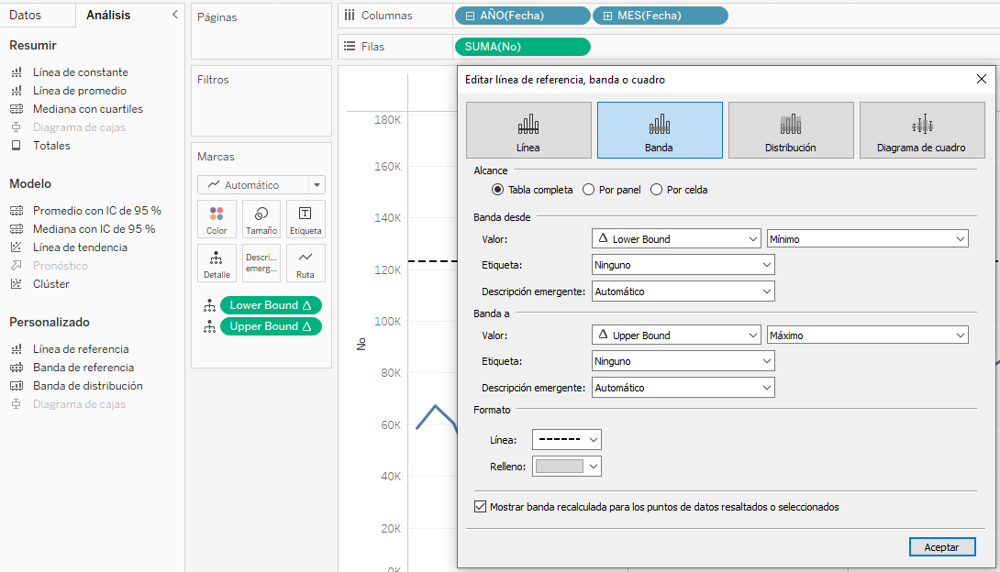 Datos
Análisis
Resumir
Línea de constante
Línea de promedio
Mediana con cuartiles
Diagrama de cajas
Totales
Modelo
Promedio con IC de 95 %
Mediana con IC de 95 %
Línea de tendencia
Pronóstico
Clúster
Personalizado
Línea de referencia
Banda de referencia
Banda de distribución
Diagrama de cajas
Páginas
Filtros
Marcas
Automático
Color
Tamaño
Etiqueta
Detalle
Descri...
emerg...
Ruta
Lower Bound Δ
Upper Bound Δ
Columnas
AÑO(Fecha)
MES(Fecha)
Filas
SUMA(No)
180K
160K
140K
120K
100K
80K
60K
40K
20K
0K
No
Editar línea de referencia, banda o cuadro
Línea
Banda
Distribución
Diagrama de cuadro
Alcance
Tabla completa
Por panel
Por celda
Banda desde
Valor:
Δ Lower Bound
Mínimo
Etiqueta:
Ninguno
Descripción emergente:
Automático
Banda a
Valor:
Δ Upper Bound
Máximo
Etiqueta:
Ninguno
Descripción emergente:
Automático
Formato
Línea:
Relleno:
Mostrar banda recalculada para los puntos de datos resaltados o seleccionados
Aceptar